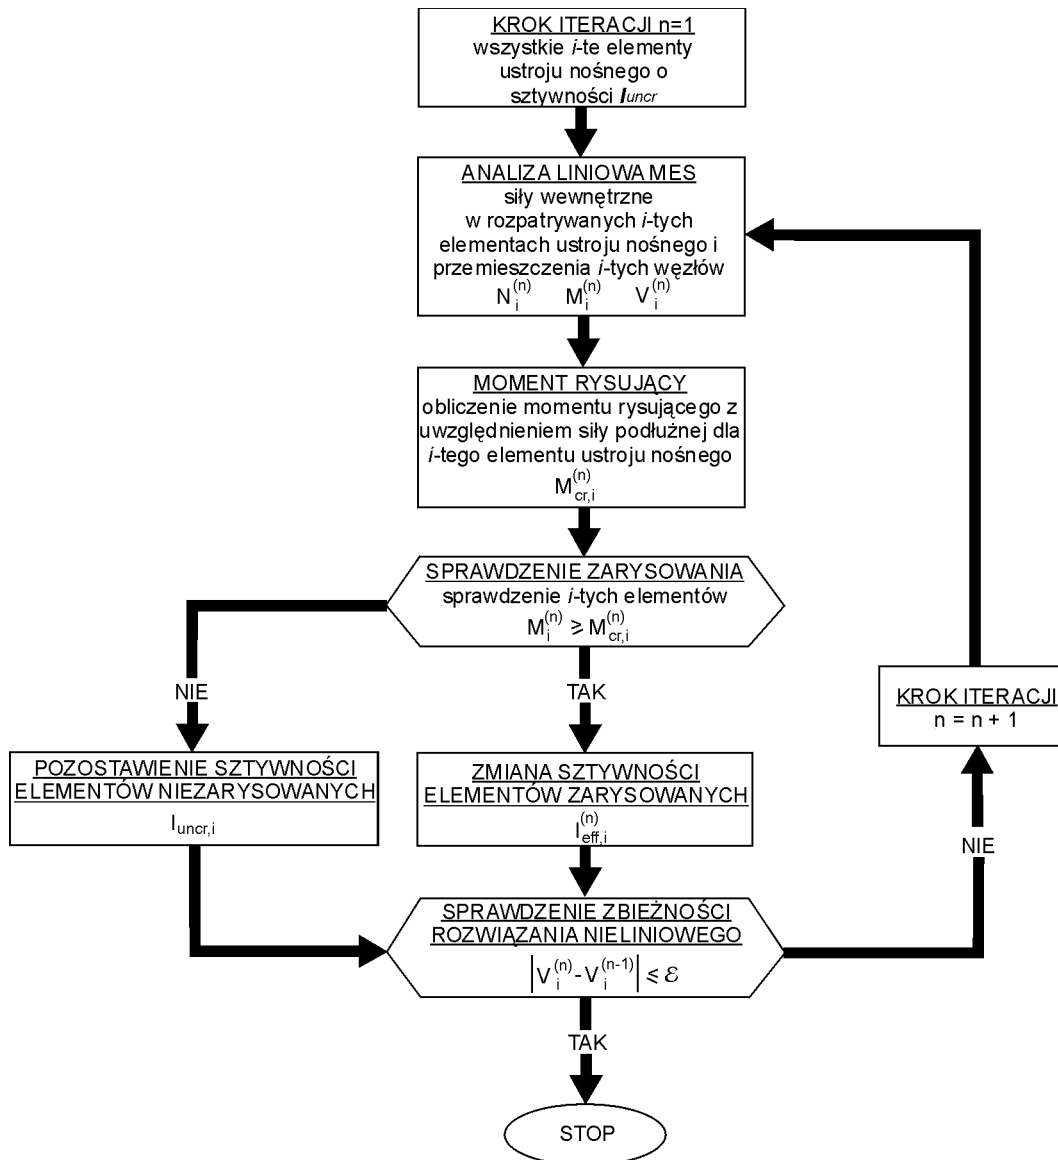 KROK ITERACJI n=1
wszystkie i-te elementy
ustroju nośnego o
sztywności Iuncr
ANALIZA LINIOWA MES
siły wewnętrzne
w rozpatrywanych i-tych
elementach ustroju nośnego i
przemieszczenia i-tych węzłów
N_i^(n) M_i^(n) V_i^(n)
MOMENT RYSUJĄCY
obliczenie momentu rysującego z
uwzględnieniem siły podłużnej dla
i-tego elementu ustroju nośnego
M_cr,i^(n)
SPRAWDZENIE ZARYSOWANIA
sprawdzenie i-tych elementów
M_i^(n) ⩾ M_cr,i^(n)
NIE
TAK
KROK ITERACJI
n = n + 1
POZOSTAWIENIE SZTYWNOŚCI
ELEMENTÓW NIEZARYSOWANYCH
I_uncr,i
ZMIANA SZTYWNOŚCI
ELEMENTÓW ZARYSOWANYCH
I_eff,i^(n)
NIE
SPRAWDZENIE ZBIEŻNOŚCI
ROZWIĄZANIA NIELINIOWEGO
|V_i^(n) - V_i^(n-1)| ⩽ ε
TAK
STOP